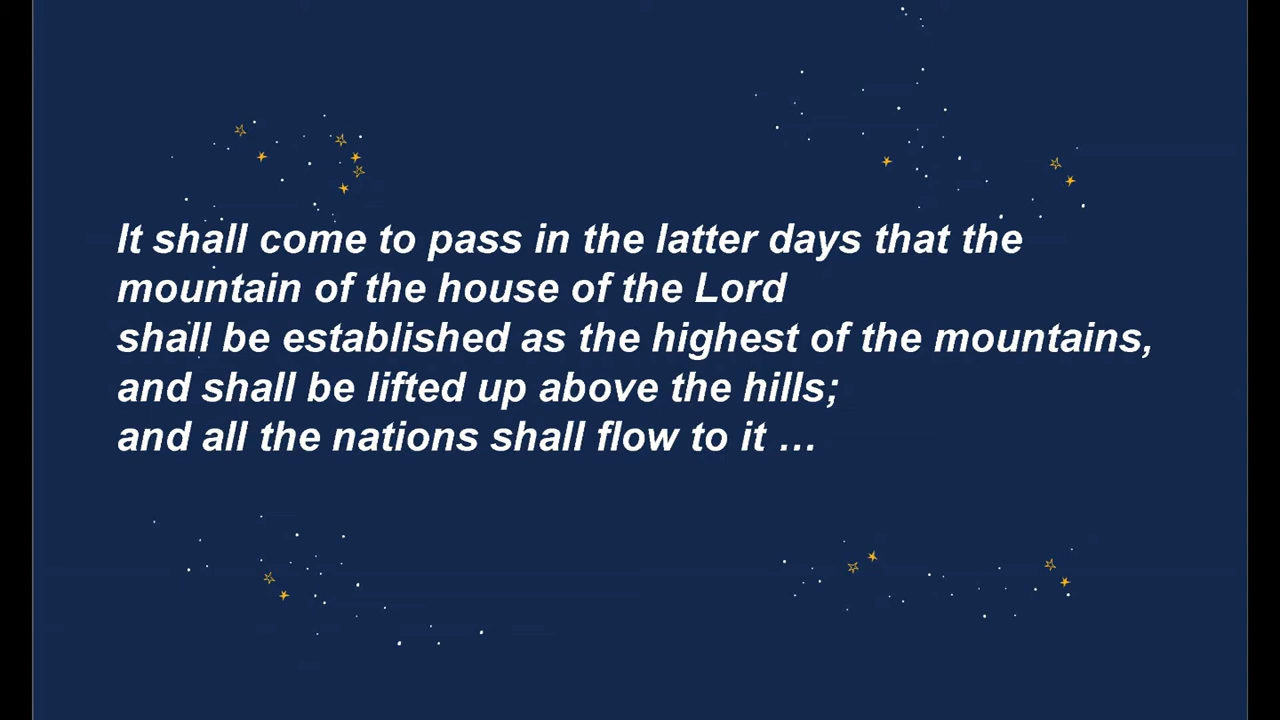 It shall come to pass in the latter days that the
mountain of the house of the Lord
shall be established as the highest of the mountains,
and shall be lifted up above the hills;
and all the nations shall flow to it …